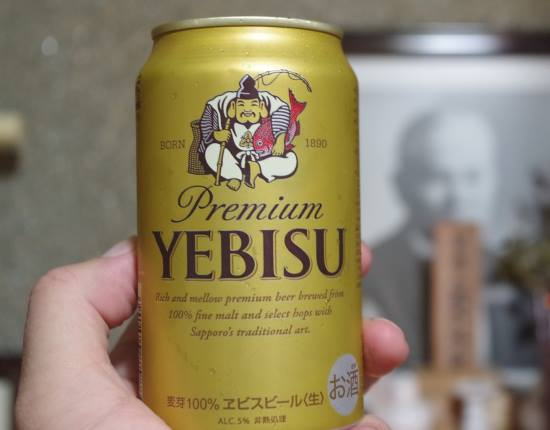 BORN 1890
Premium
YEBISU
Rich and mellow premium beer brewed from
100% fine malt and select hops with
Sapporo's traditional art.
お酒
麦芽100% ヱビスビール〈生〉
ALC.5% 非熱処理